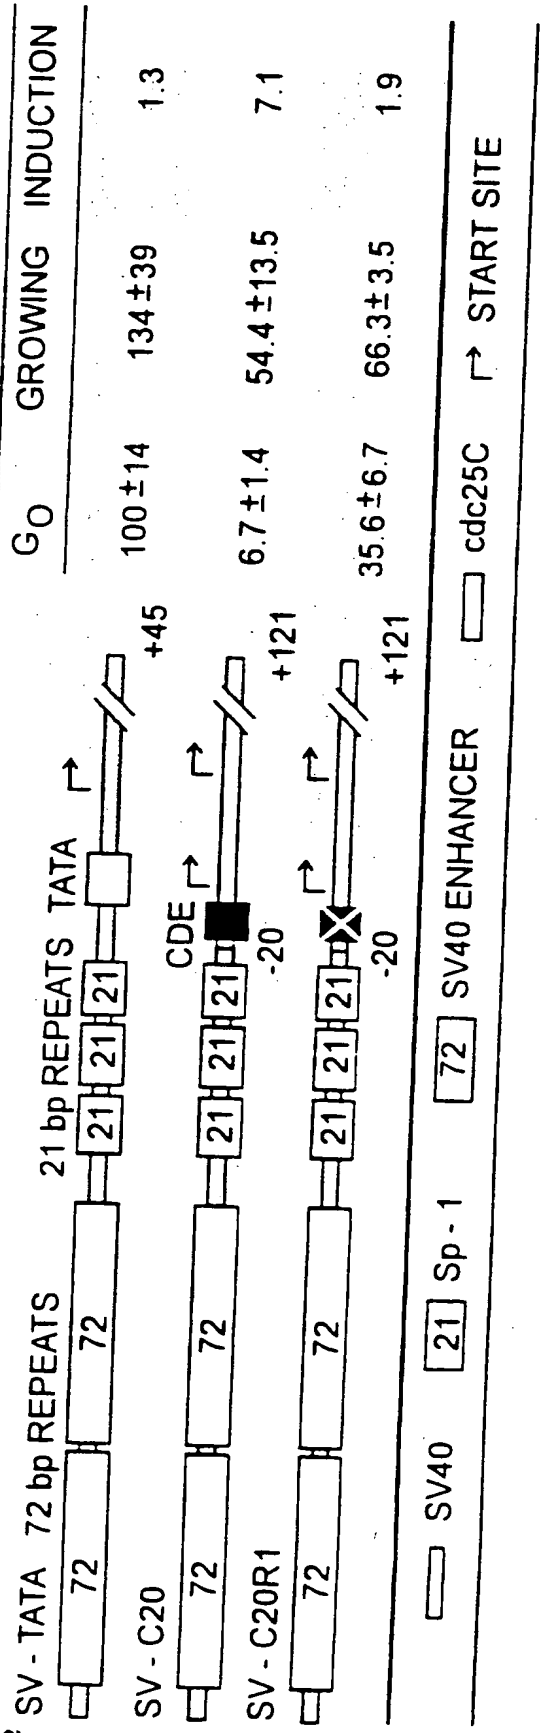 G0 GROWING INDUCTION
SV - TATA 72 bp REPEATS 21 bp REPEATS TATA
72 72 21 21 21
+45
100 ±14 134 ±39 1.3
SV - C20
CDE
72 72 21 21 21
-20
+121
6.7 ±1.4 54.4 ±13.5 7.1
SV - C20R1
72 72 21 21 21
-20
+121
35.6 ±6.7 66.3 ±3.5 1.9
SV40 21 Sp - 1 72 SV40 ENHANCER cdc25C START SITE